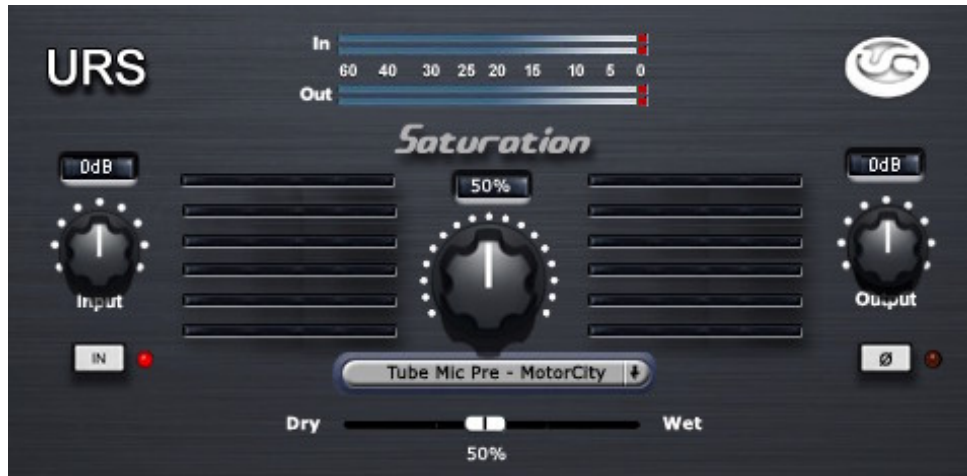 URS
In
60 40 30 25 20 15 10 5 0
Out
Saturation
0dB
50%
0dB
Input
Output
IN
Ø
Tube Mic Pre - MotorCity
Dry
Wet
50%